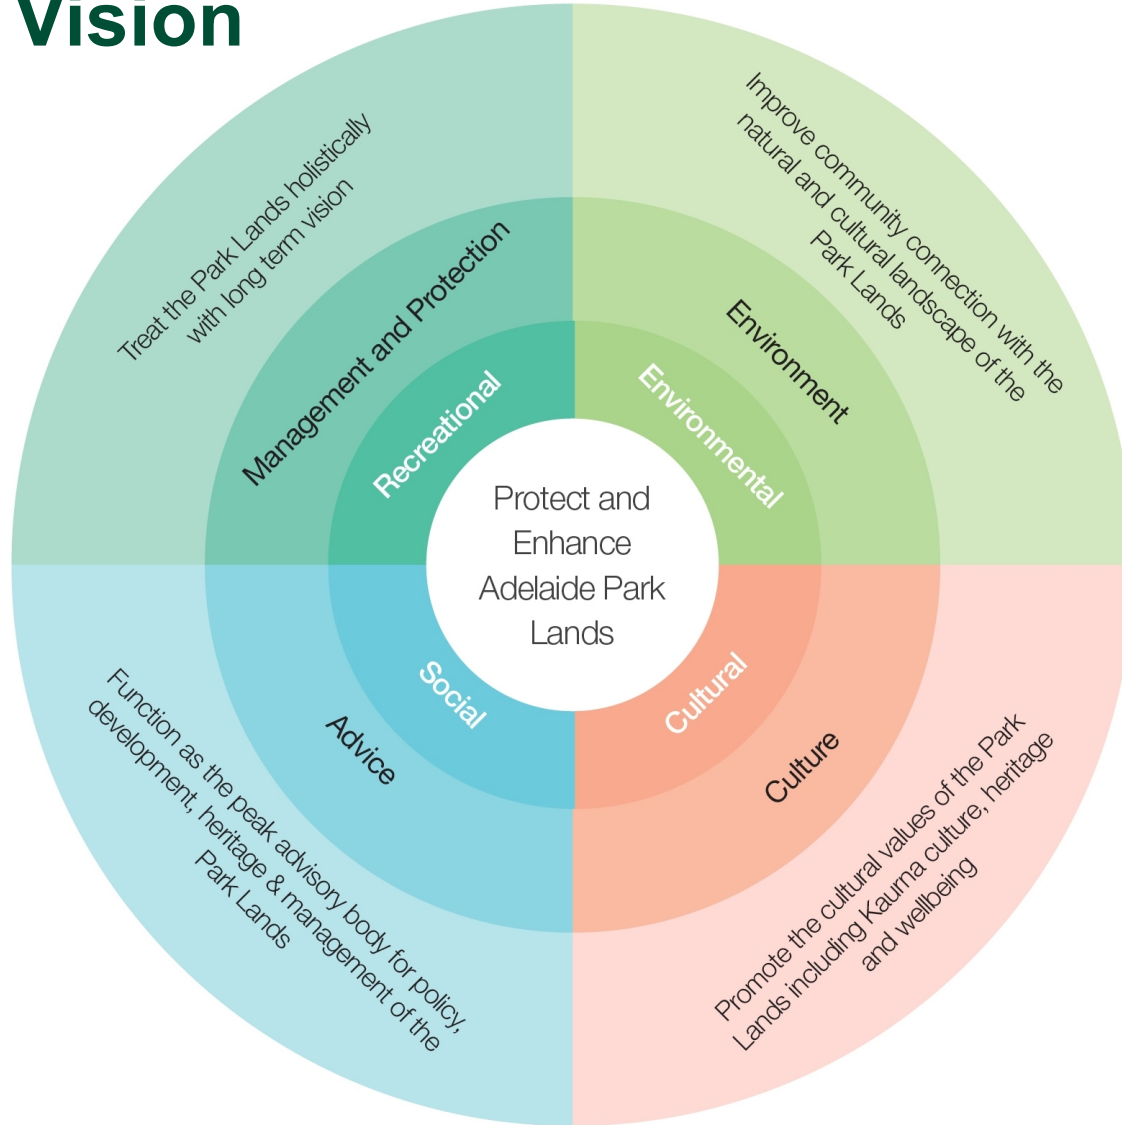 Vision
Treat the Park Lands holistically
with long term vision
Management and Protection
Recreational
Improve community connection with the
natural and cultural landscape of the
Park Lands
Environment
Environmental
Protect and
Enhance
Adelaide Park
Lands
Social
Advice
Function as the peak advisory body for policy,
development, heritage & management of the
Park Lands
Cultural
Culture
Promote the cultural values of the Park
Lands including Kaurna culture, heritage
and wellbeing